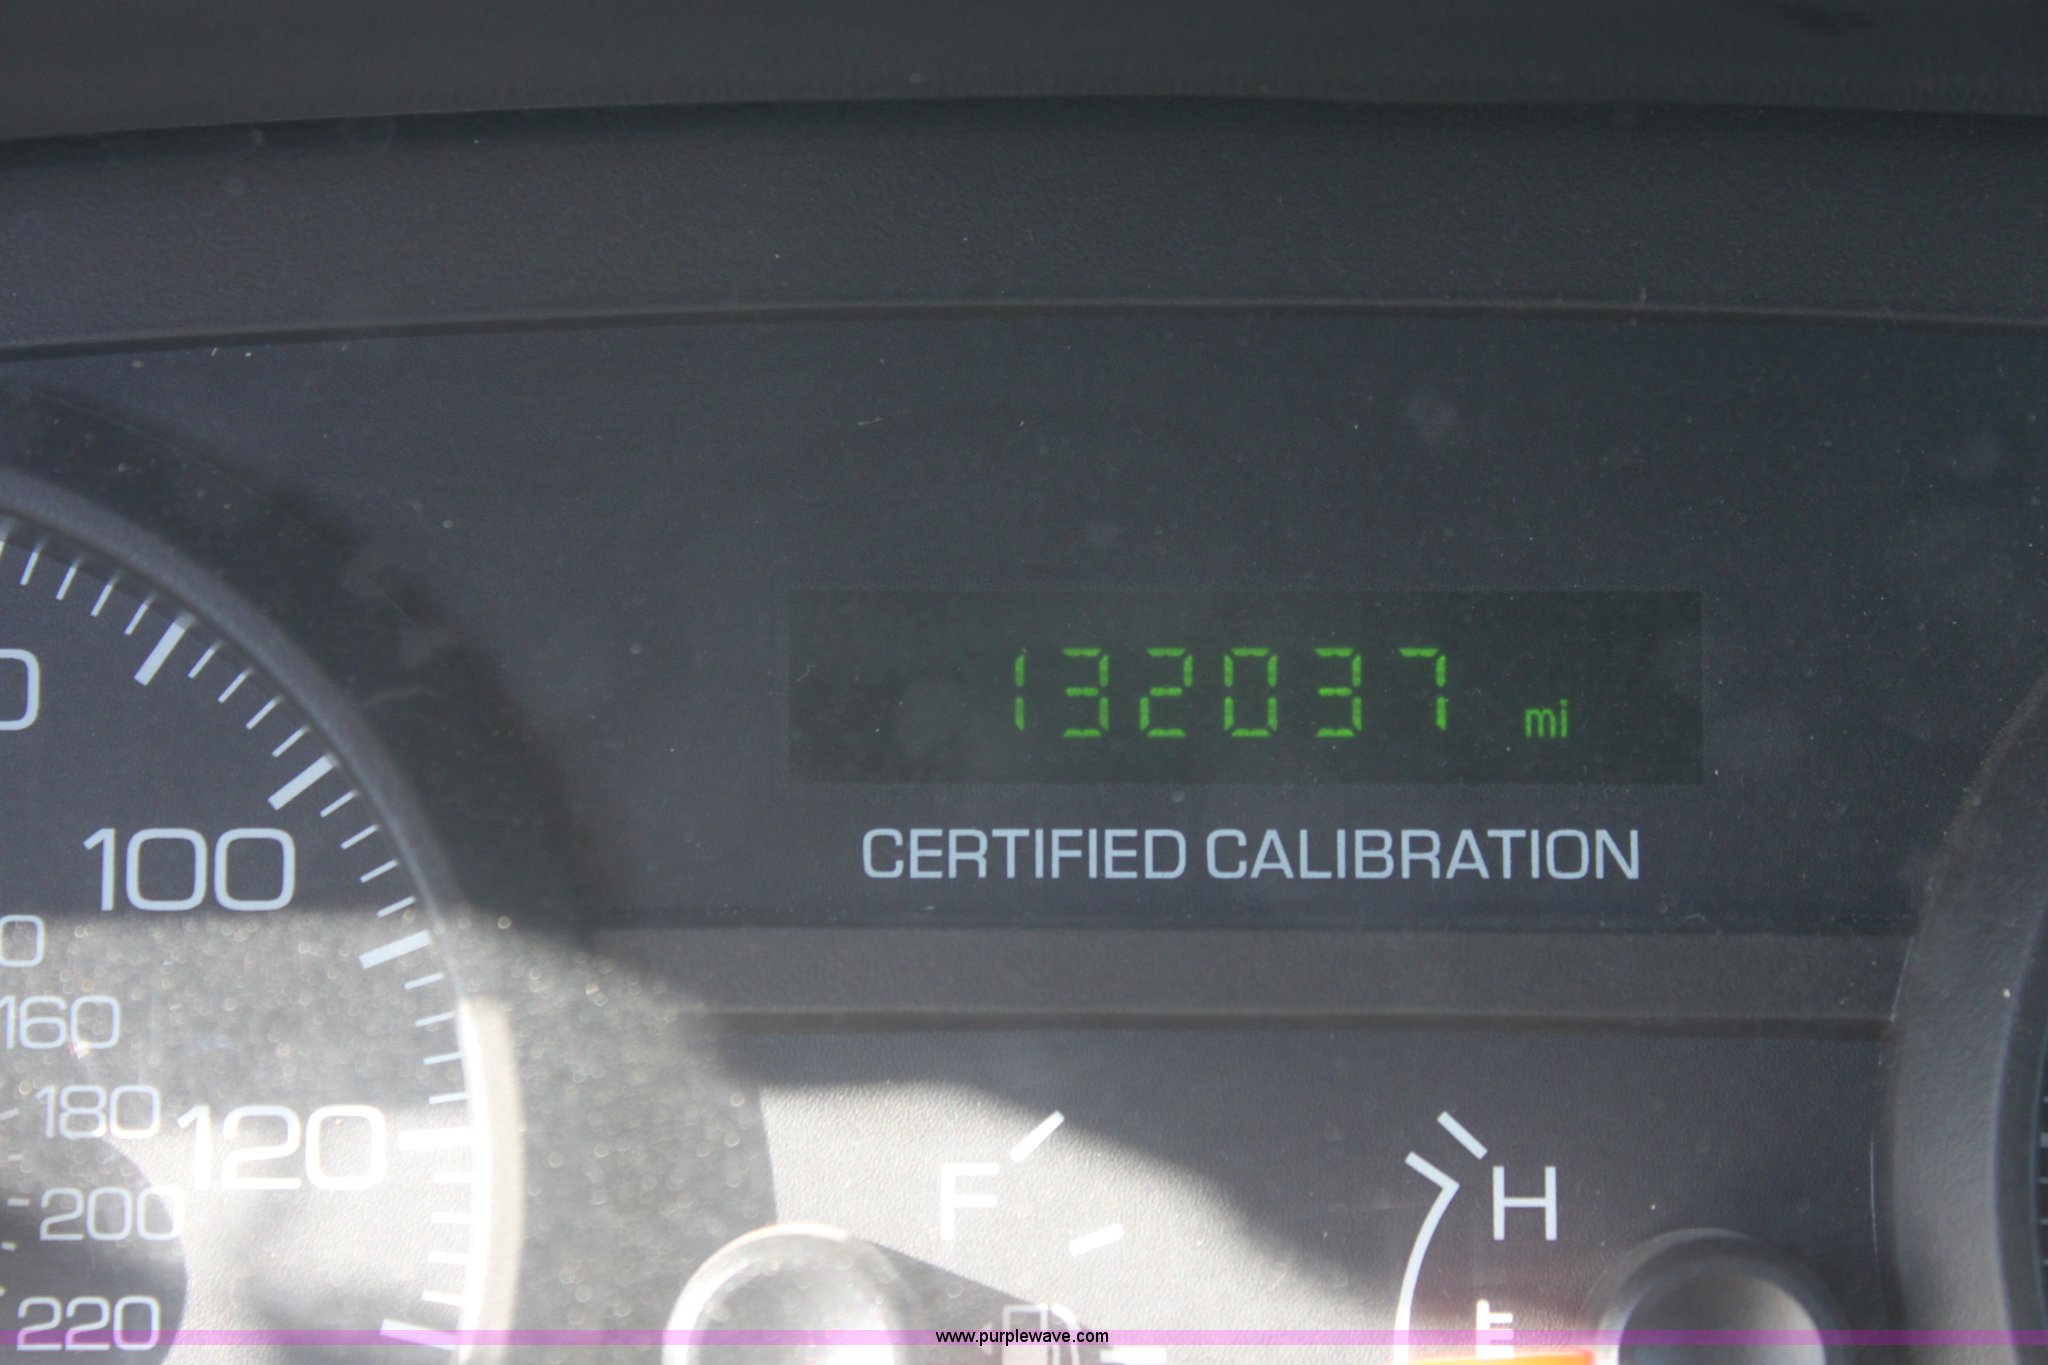 132037 mi
CERTIFIED CALIBRATION
100
160
180
120
200
220
F
H
www.purplewave.com